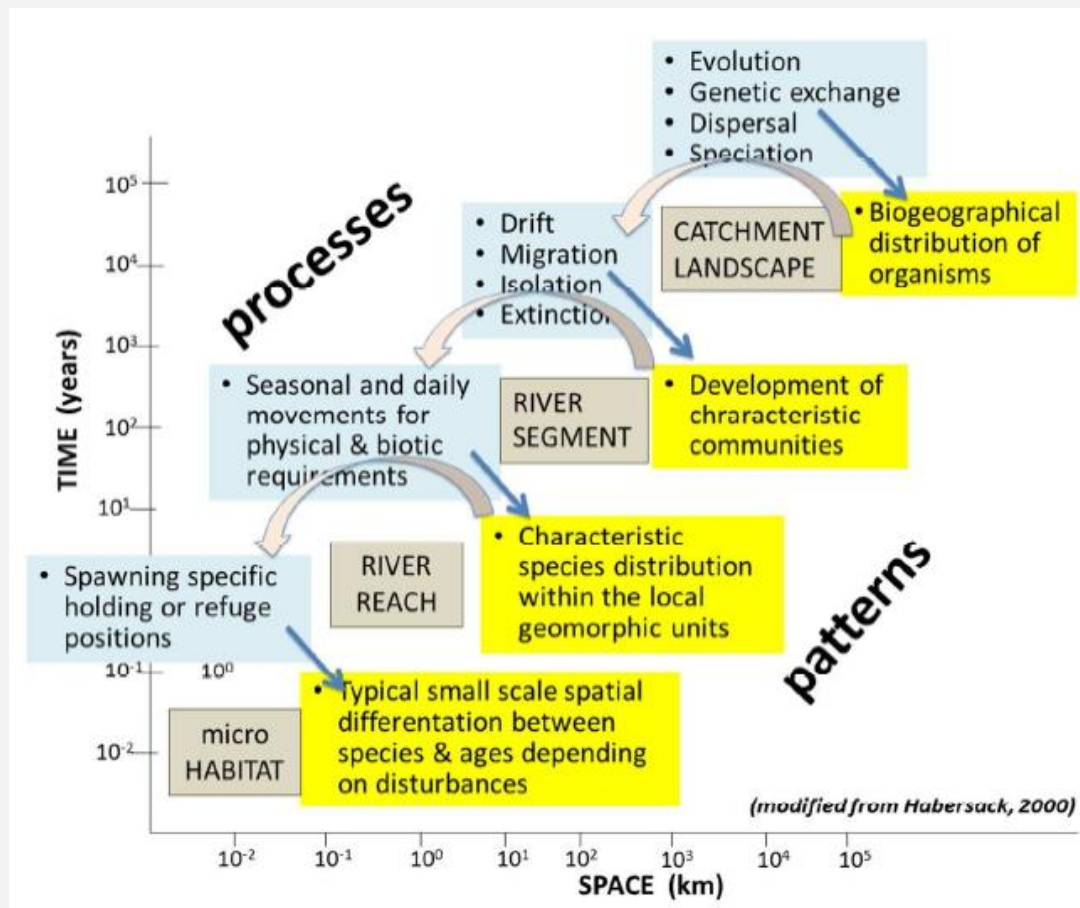 • Evolution
• Genetic exchange
• Dispersal
• Speciation
• Biogeographical
distribution of
organisms
CATCHMENT
LANDSCAPE
processes
• Drift
• Migration
• Isolation
• Extinction
• Seasonal and daily
movements for
physical & biotic
requirements
RIVER
SEGMENT
• Development of
chraracteristic
communities
RIVER
REACH
• Characteristic
species distribution
within the local
geomorphic units
• Spawning specific
holding or refuge
positions
patterns
micro
HABITAT
• Typical small scale spatial
differentation between
species & ages depending
on disturbances
(modified from Habersack, 2000)
TIME (years)
10⁵
10⁴
10³
10²
10¹
10⁰
10⁻¹
10⁻²
10⁻² 10⁻¹ 10⁰ 10¹ 10² 10³ 10⁴ 10⁵
SPACE (km)